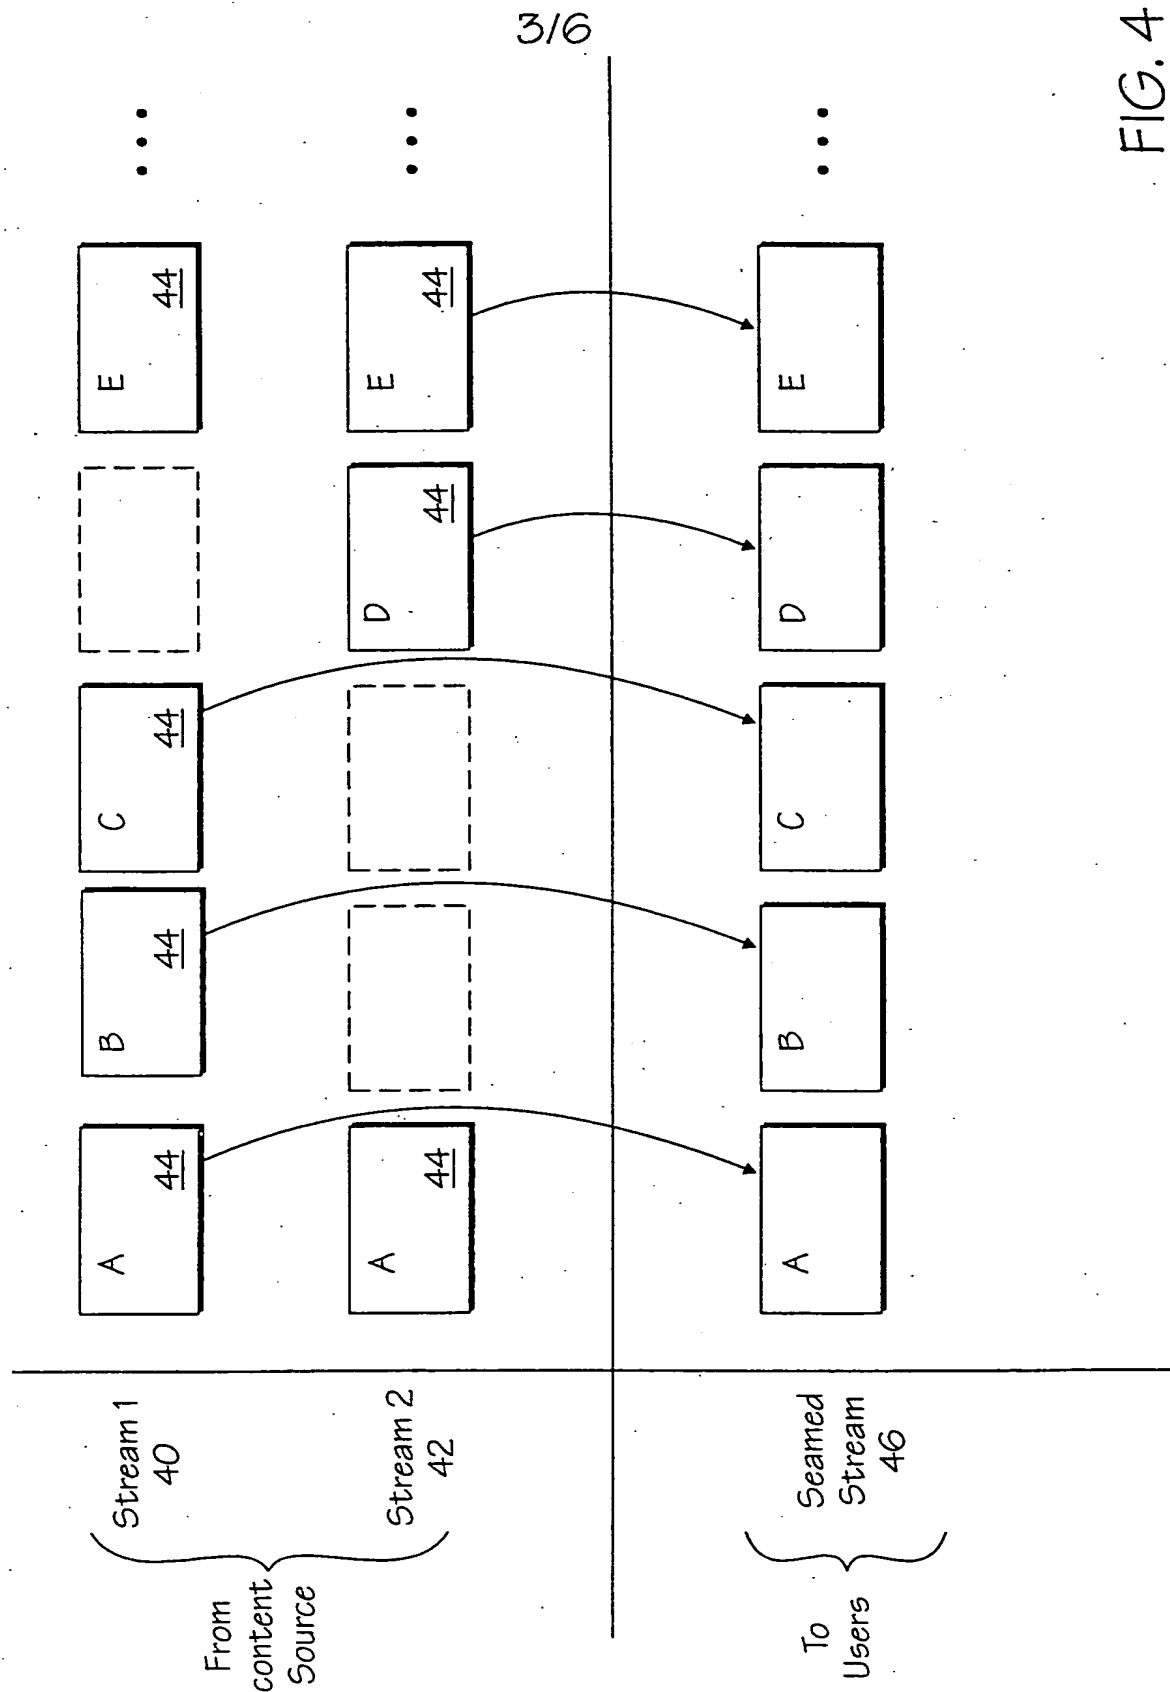 3/6
From
content
Source
Stream 1
40
A
44
B
44
C
44
E
44
...
Stream 2
42
A
44
D
44
E
44
...
To
Users
Seamed
Stream
46
A
B
C
D
E
...
FIG. 4